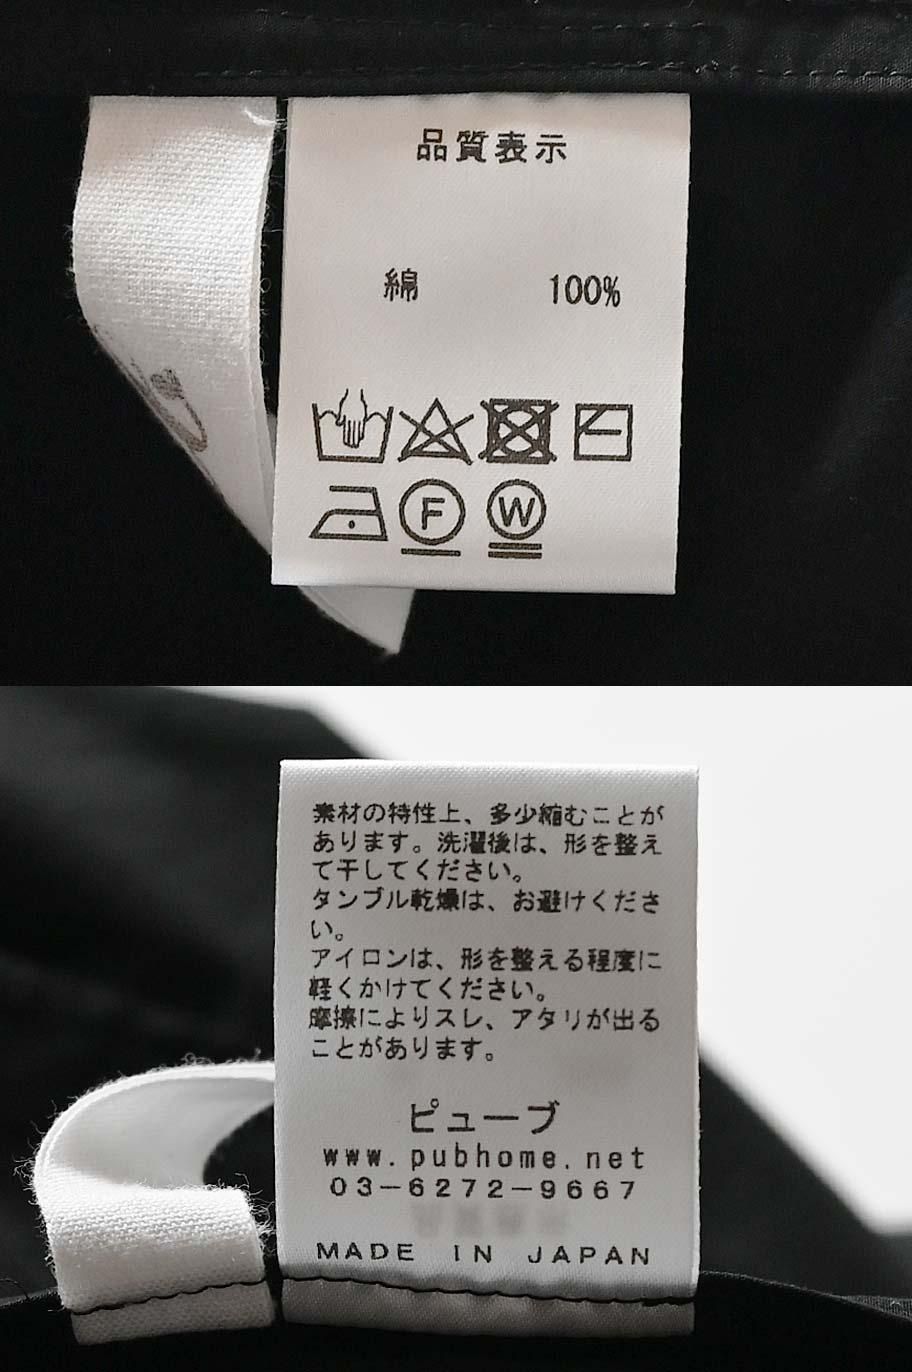 品質表示
綿 100%
F W
素材の特性上、多少縮むことが
あります。洗濯後は、形を整え
て干してください。
タンブル乾燥は、お避けくださ
い。
アイロンは、形を整える程度に
軽くかけてください。
摩擦によりスレ、アタリが出る
ことがあります。
ピューブ
www.pubhome.net
03-6272-9667
MADE IN JAPAN